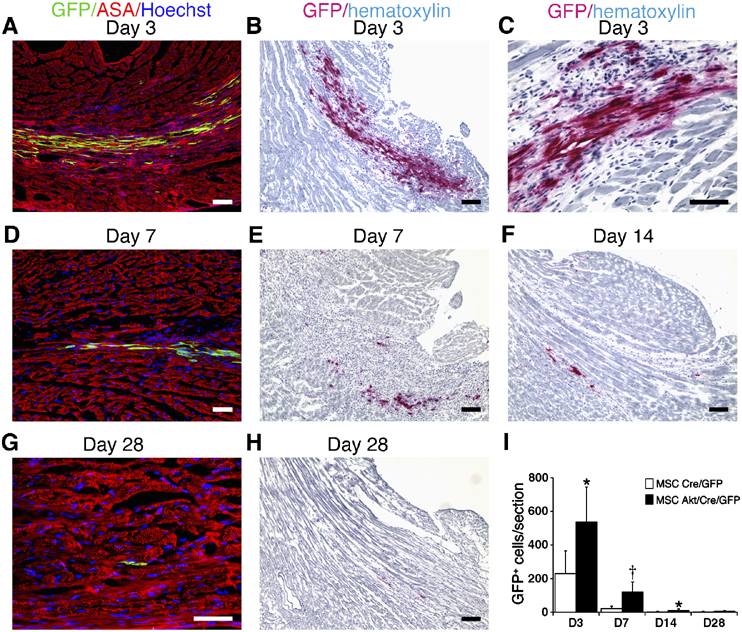 GFP/ASA/Hoechst
GFP/hematoxylin
GFP/hematoxylin
A
Day 3
B
Day 3
C
Day 3
D
Day 7
E
Day 7
F
Day 14
G
Day 28
H
Day 28
I
GFP⁺ cells/section
800
600
400
200
0
MSC Cre/GFP
MSC Akt/Cre/GFP
*
†
*
D3 D7 D14 D28